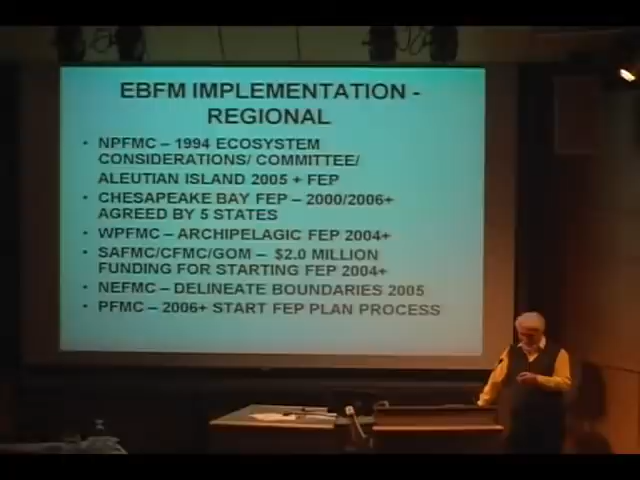 EBFM IMPLEMENTATION -
REGIONAL
• NPFMC – 1994 ECOSYSTEM
CONSIDERATIONS/ COMMITTEE/
ALEUTIAN ISLAND 2005 + FEP
• CHESAPEAKE BAY FEP – 2000/2006+
AGREED BY 5 STATES
• WPFMC – ARCHIPELAGIC FEP 2004+
• SAFMC/CFMC/GOM – $2.0 MILLION
FUNDING FOR STARTING FEP 2004+
• NEFMC – DELINEATE BOUNDARIES 2005
• PFMC – 2006+ START FEP PLAN PROCESS